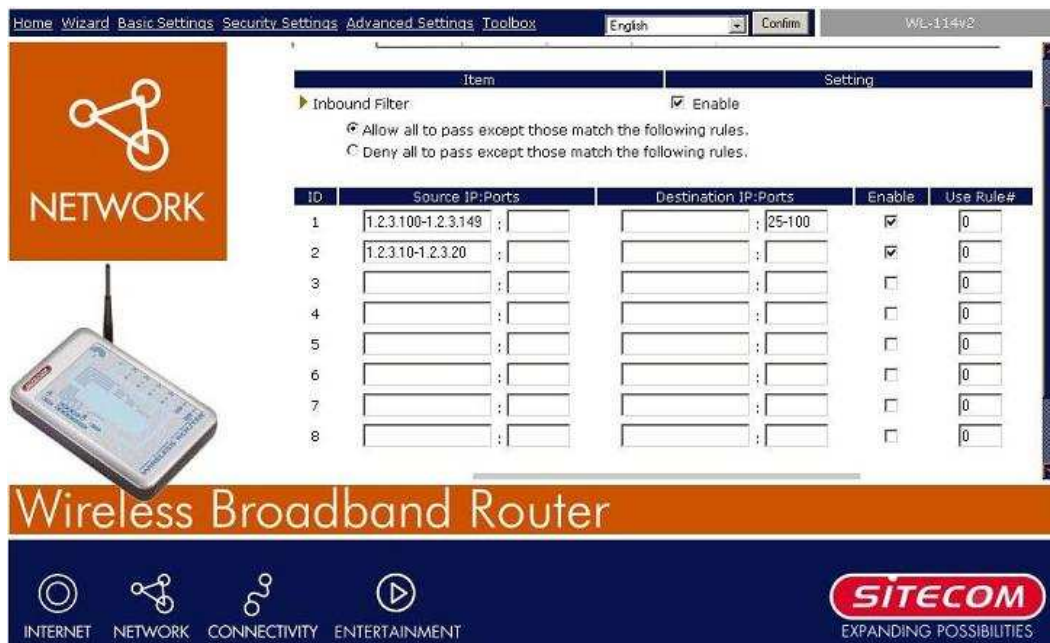 Home Wizard Basic Settings Security Settings Advanced Settings Toolbox English Confirm WL-114v2
Item Setting
Inbound Filter Enable
Allow all to pass except those match the following rules.
Deny all to pass except those match the following rules.
ID Source IP:Ports Destination IP:Ports Enable Use Rule#
1 1.2.3.100-1.2.3.149 : : 25-100 0
2 1.2.3.10-1.2.3.20 : : 0
3 : : 0
4 : : 0
5 : : 0
6 : : 0
7 : : 0
8 : : 0
NETWORK
SITECOM
WIRELESS ROUTER
Wireless Broadband Router
INTERNET NETWORK CONNECTIVITY ENTERTAINMENT
SITECOM
EXPANDING POSSIBILITIES